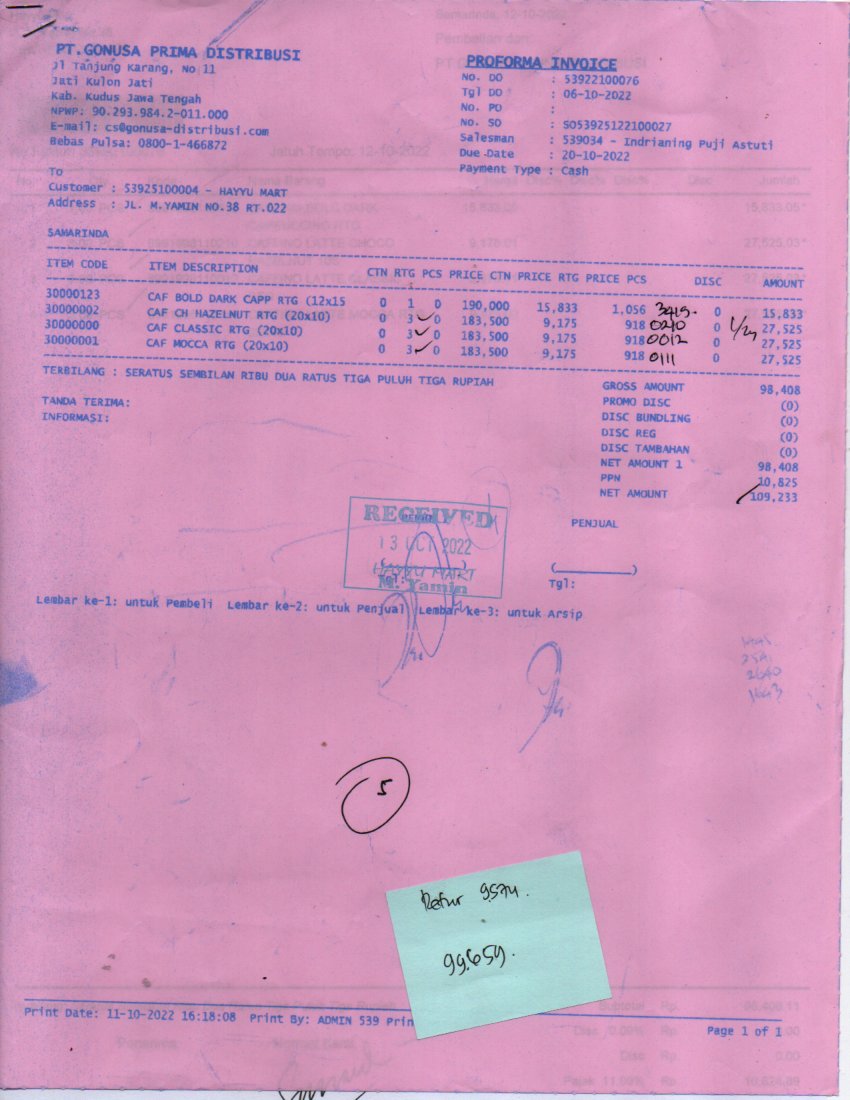 PT.GONUSA PRIMA DISTRIBUSI
Jl Tanjung Karang, No 11
Jati Kulon Jati
Kab. Kudus Jawa Tengah
NPWP: 90.293.984.2-011.000
E-mail: cs@gonusa-distribusi.com
Bebas Pulsa: 0800-1-466872
PROFORMA INVOICE
No. DO : 53922100076
Tgl DO : 06-10-2022
No. PO :
No. SO : SO53925122100027
Salesman : 539034 - Indrianing Puji Astuti
Due Date : 20-10-2022
Payment Type : Cash
To
Customer : 53925100004 - HAYYU MART
Address : JL. M.YAMIN NO.38 RT.022
SAMARINDA
ITEM CODE ITEM DESCRIPTION CTN RTG PCS PRICE CTN PRICE RTG PRICE PCS DISC AMOUNT
30000123 CAF BOLD DARK CAPP RTG (12x15 0 1 0 190,000 15,833 1,056 0 15,833
30000002 CAF CH HAZELNUT RTG (20x10) 0 3 0 183,500 9,175 918 0210 0 27,525
30000000 CAF CLASSIC RTG (20x10) 0 3 0 183,500 9,175 918 0012 0 27,525
30000001 CAF MOCCA RTG (20x10) 0 3 0 183,500 9,175 918 0111 0 27,525
TERBILANG : SERATUS SEMBILAN RIBU DUA RATUS TIGA PULUH TIGA RUPIAH
TANDA TERIMA:
INFORMASI:
GROSS AMOUNT 98,408
PROMO DISC (0)
DISC BUNDLING (0)
DISC REG (0)
DISC TAMBAHAN (0)
NET AMOUNT 1 98,408
PPN 10,825
NET AMOUNT 109,233
RECEIVED
13 OCT 2022
HAYYU MART
M. Yamin
PENJUAL
(____________)
Tgl:
Lembar ke-1: untuk Pembeli Lembar ke-2: untuk Penjual Lembar ke-3: untuk Arsip
5
Retur 9574.
99.659.
Print Date: 11-10-2022 16:18:08 Print By: ADMIN 539 Prin
Page 1 of 1